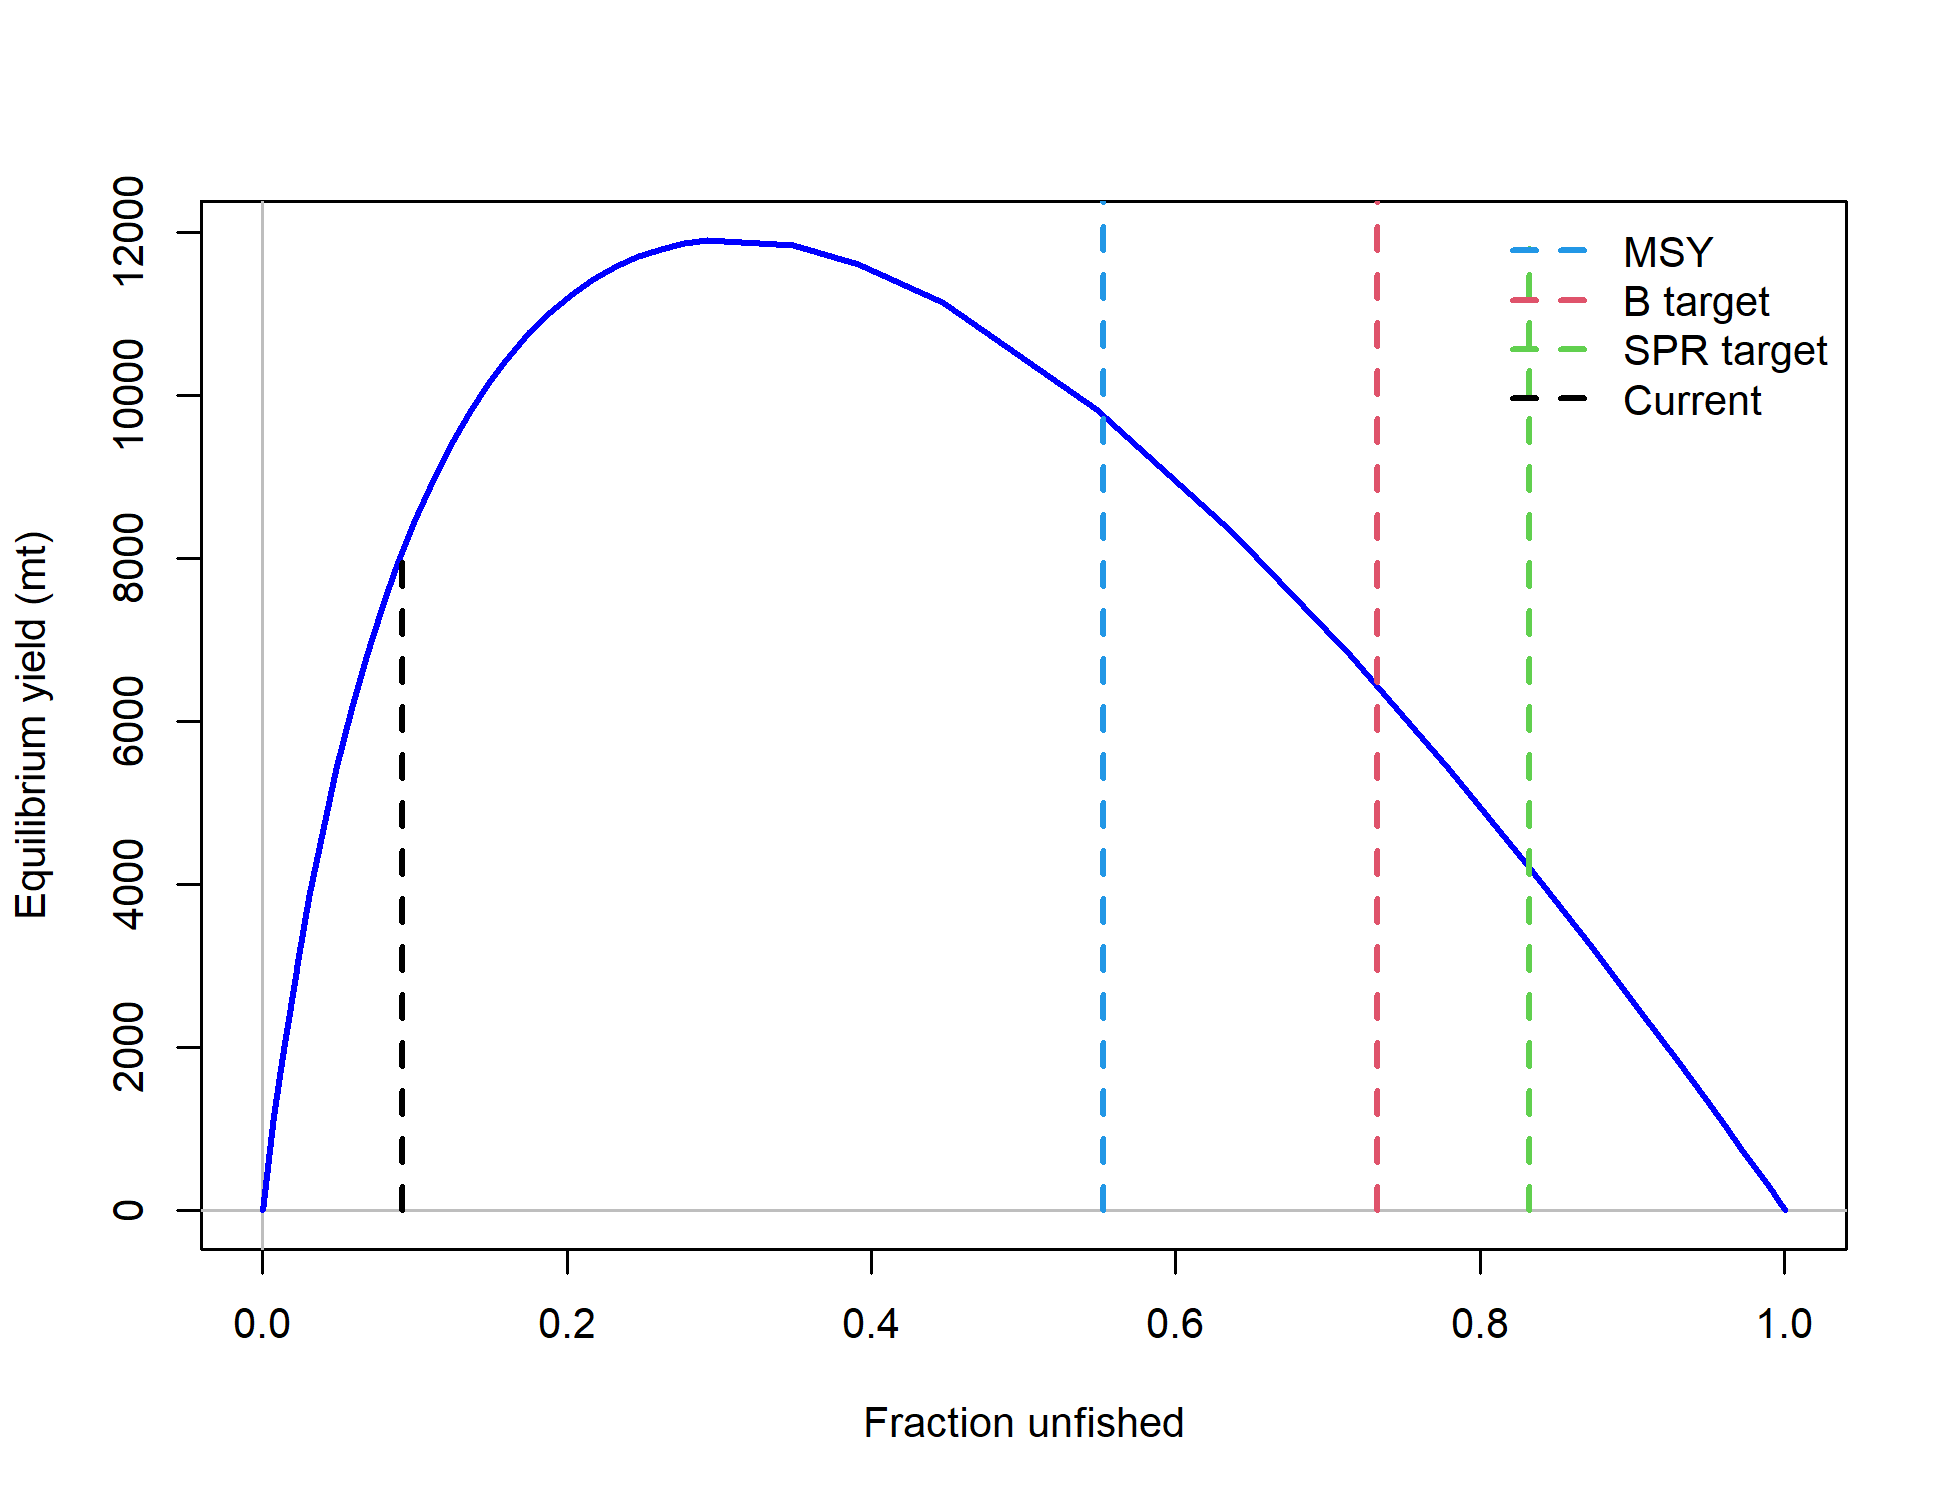 MSY
B target
SPR target
Current
Equilibrium yield (mt)
12000
10000
8000
6000
4000
2000
0
0.0 0.2 0.4 0.6 0.8 1.0
Fraction unfished